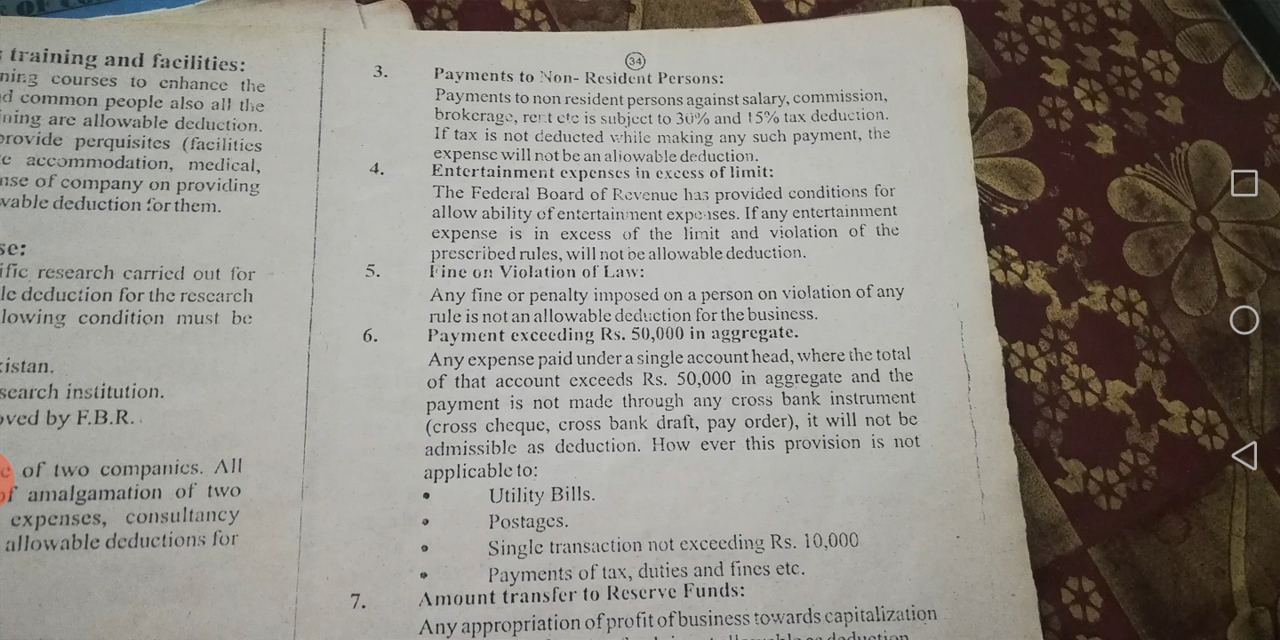 OF
training and facilities:
courses to enhance the
common people also all the
are allowable deduction.
provide perquisites (facilities
accommodation, medical,
of company on providing
deduction for them.
research carried out for
deduction for the research
condition must be
institution.
by F.B.R.
of two companies. All
of amalgamation of two
expenses, consultancy
allowable deductions for
34
3. Payments to Non- Resident Persons:
Payments to non resident persons against salary, commission,
brokerage, rent etc is subject to 30% and 15% tax deduction.
If tax is not deducted while making any such payment, the
expense will not be an allowable deduction.
4. Entertainment expenses in excess of limit:
The Federal Board of Revenue has provided conditions for
allow ability of entertainment expenses. If any entertainment
expense is in excess of the limit and violation of the
prescribed rules, will not be allowable deduction.
5. Fine on Violation of Law:
Any fine or penalty imposed on a person on violation of any
rule is not an allowable deduction for the business.
6. Payment exceeding Rs. 50,000 in aggregate.
Any expense paid under a single account head, where the total
of that account exceeds Rs. 50,000 in aggregate and the
payment is not made through any cross bank instrument
(cross cheque, cross bank draft, pay order), it will not be
admissible as deduction. How ever this provision is not
applicable to:
• Utility Bills.
• Postages.
• Single transaction not exceeding Rs. 10,000
• Payments of tax, duties and fines etc.
7. Amount transfer to Reserve Funds:
Any appropriation of profit of business towards capitalization
deduction